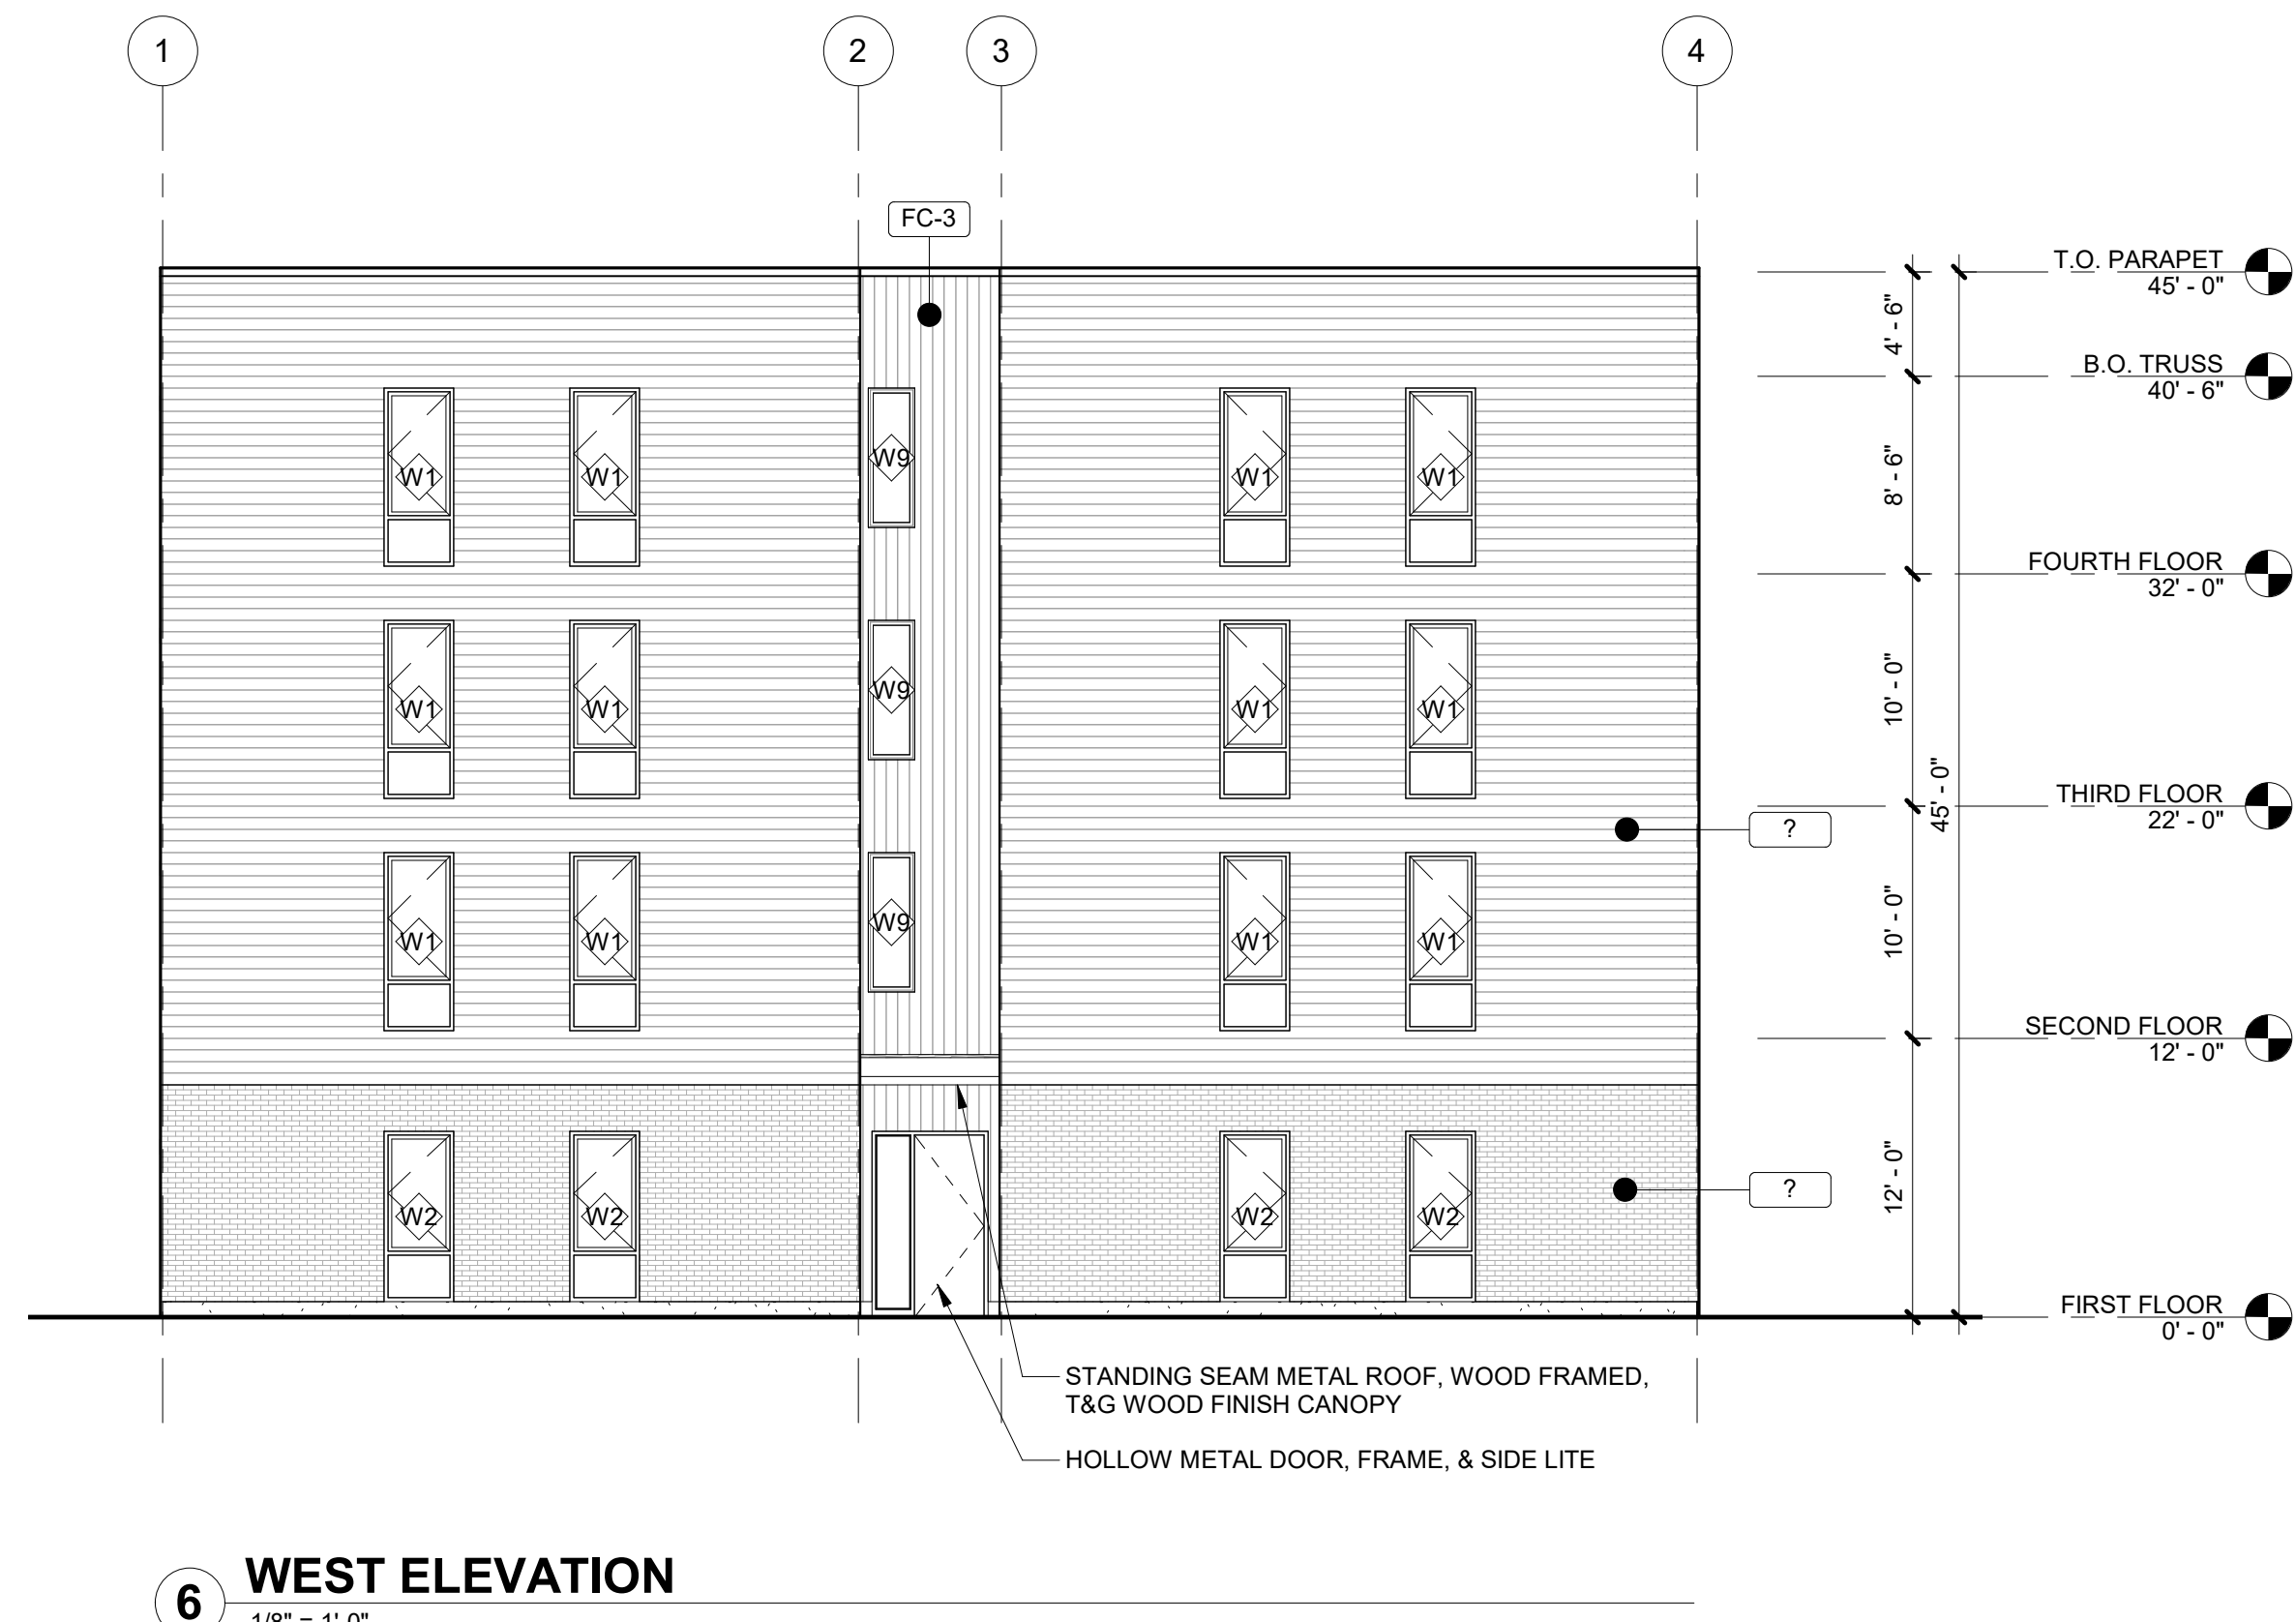 1
2
3
4
FC-3
T.O. PARAPET
45' - 0"
4' - 6"
B.O. TRUSS
40' - 6"
W1
W1
W9
W1
W1
8' - 6"
FOURTH FLOOR
32' - 0"
W1
W1
W9
W1
W1
10' - 0"
45' - 0"
THIRD FLOOR
22' - 0"
?
W1
W1
W9
W1
W1
10' - 0"
SECOND FLOOR
12' - 0"
W2
W2
W2
W2
?
12' - 0"
FIRST FLOOR
0' - 0"
STANDING SEAM METAL ROOF, WOOD FRAMED,
T&G WOOD FINISH CANOPY
HOLLOW METAL DOOR, FRAME, & SIDE LITE
6
WEST ELEVATION
1/8" = 1'-0"